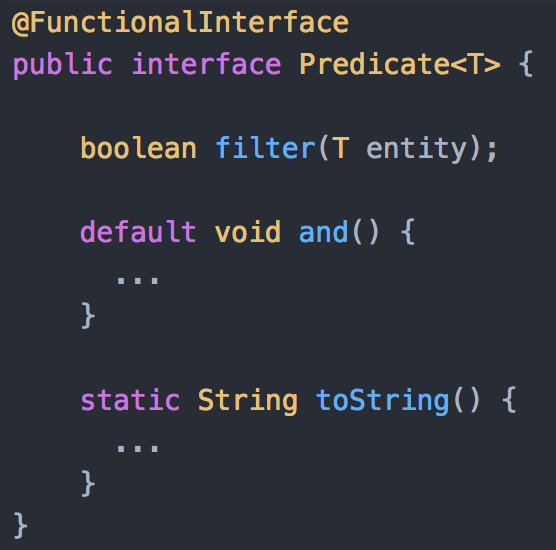 @FunctionalInterface
public interface Predicate<T> {
boolean filter(T entity);
default void and() {
...
}
static String toString() {
...
}
}